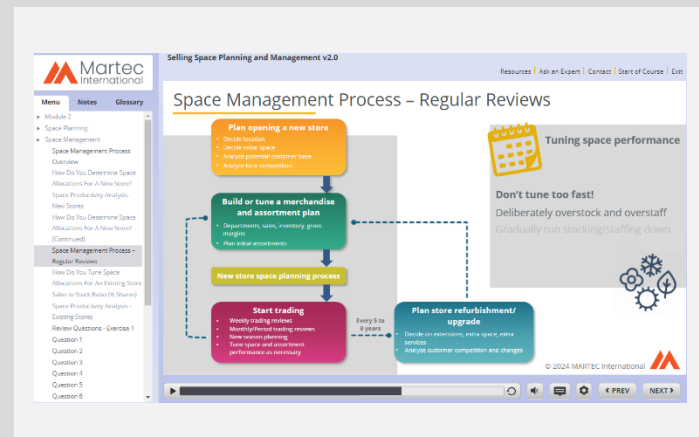 Martec
International
Selling Space Planning and Management v2.0
Resources | Ask an Expert | Contact | Start of Course | Exit
Menu Notes Glossary
Module 2
Space Planning
Space Management
Space Management Process
Overview
How Do You Determine Space
Allocations For A New Store?
Space Productivity Analysis -
New Stores
How Do You Determine Space
Allocations For A New Store?
(Continued)
Space Management Process –
Regular Reviews
How Do You Tune Space
Allocations For An Existing Store
Sales to Stock Ratio (% Shares)
Space Productivity Analysis –
Existing Stores
Review Questions - Exercise 1
Question 1
Question 2
Question 3
Question 4
Question 5
Question 6
Space Management Process – Regular Reviews
Plan opening a new store
Decide location
Decide initial space
Analyze potential customer base
Analyze local competition
Build or tune a merchandise
and assortment plan
Departments, sales, inventory, gross
margins
Plan initial assortments
New store space planning process
Start trading
Weekly trading reviews
Monthly/Period trading reviews
New season planning
Tune space and assortment
performance as necessary
Every 5 to
8 years
Plan store refurbishment/
upgrade
Decide on extensions, extra space, extra
services
Analyze customer competition and changes
Tuning space performance
Don't tune too fast!
Deliberately overstock and overstaff
Gradually run stocking/staffing down
© 2024 MARTEC International
< PREV
NEXT >